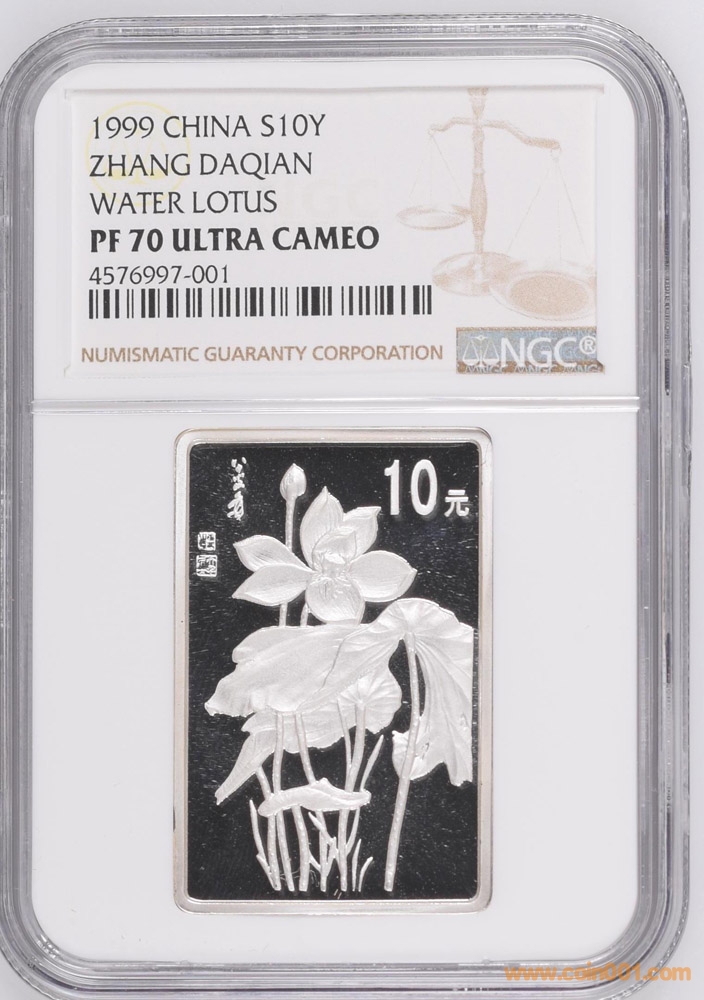 1999 CHINA S10Y
ZHANG DAQIAN
WATER LOTUS
PF 70 ULTRA CAMEO
4576997-001
NUMISMATIC GUARANTY CORPORATION
NGC®
10元
www.coin001.com